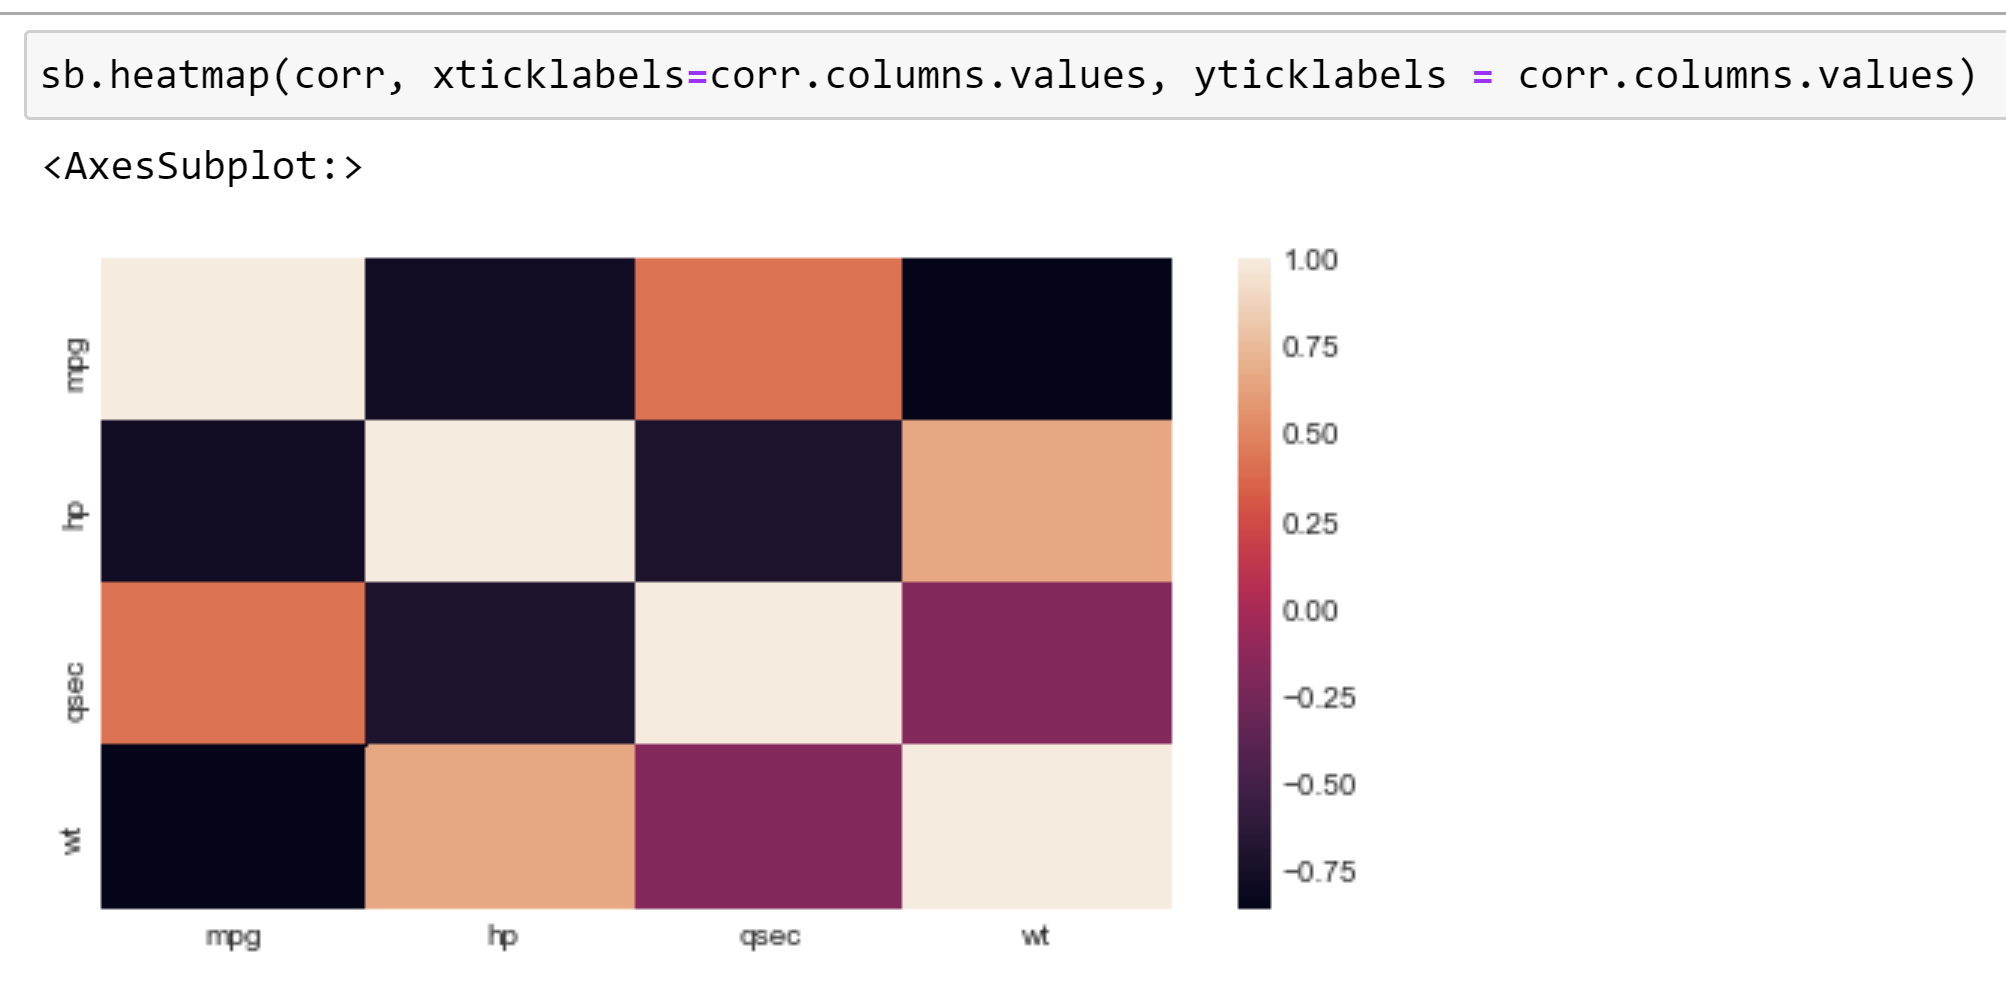 sb.heatmap(corr, xticklabels=corr.columns.values, yticklabels = corr.columns.values)
<AxesSubplot:>
mpg
hp
qsec
wt
mpg hp qsec wt
1.00
0.75
0.50
0.25
0.00
−0.25
−0.50
−0.75